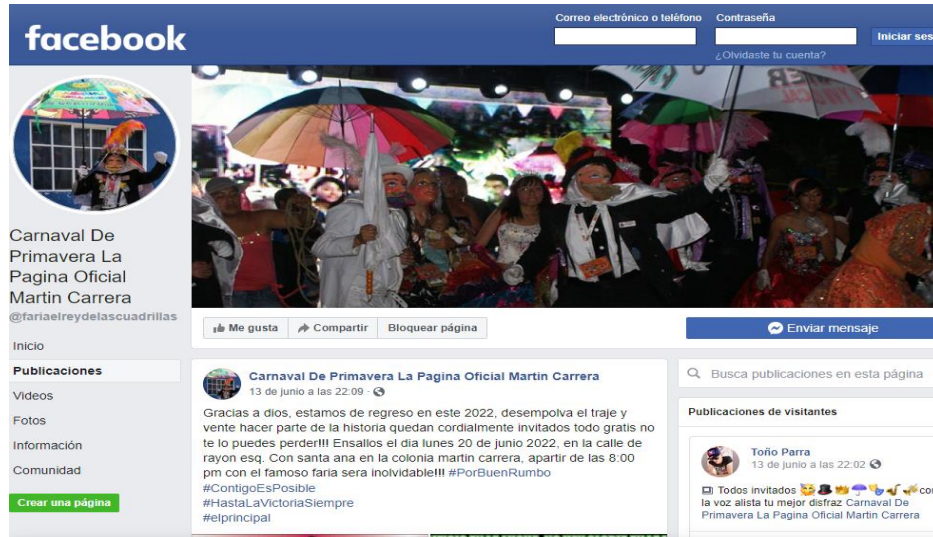 Correo electrónico o teléfono
Contraseña
facebook
Iniciar ses
¿Olvidaste tu cuenta?
Carnaval De
Primavera La
Pagina Oficial
Martin Carrera
@fariaelreydelascuadrillas
Inicio
Publicaciones
Videos
Fotos
Información
Comunidad
Crear una página
Me gusta
Compartir
Bloquear página
Enviar mensaje
Carnaval De Primavera La Pagina Oficial Martin Carrera
13 de junio a las 22:09 ·
Gracias a dios, estamos de regreso en este 2022, desempolva el traje y
vente hacer parte de la historia quedan cordialmente invitados todo gratis no
te lo puedes perder!!! Ensallos el dia lunes 20 de junio 2022, en la calle de
rayon esq. Con santa ana en la colonia martin carrera, apartir de las 8:00
pm con el famoso faria sera inolvidable!!! #PorBuenRumbo
#ContigoEsPosible
#HastaLaVictoriaSiempre
#elprincipal
Busca publicaciones en esta página
Publicaciones de visitantes
Toño Parra
13 de junio a las 22:02
Todos invitados 🥳🎩👑☂🎭🎷🎺con
la voz alista tu mejor disfraz Carnaval De
Primavera La Pagina Oficial Martin Carrera